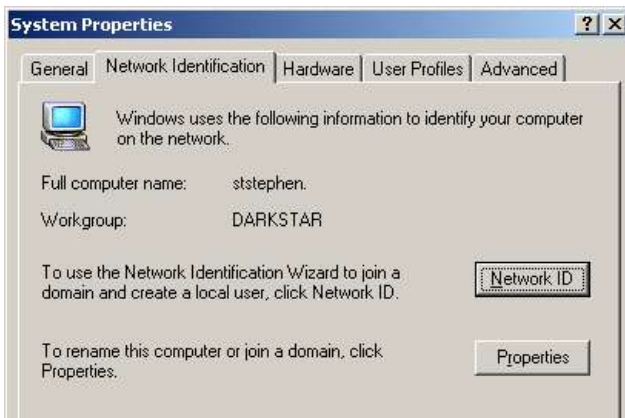 System Properties
General Network Identification Hardware User Profiles Advanced
Windows uses the following information to identify your computer
on the network.
Full computer name: ststephen.
Workgroup: DARKSTAR
To use the Network Identification Wizard to join a
domain and create a local user, click Network ID.
Network ID
To rename this computer or join a domain, click
Properties.
Properties